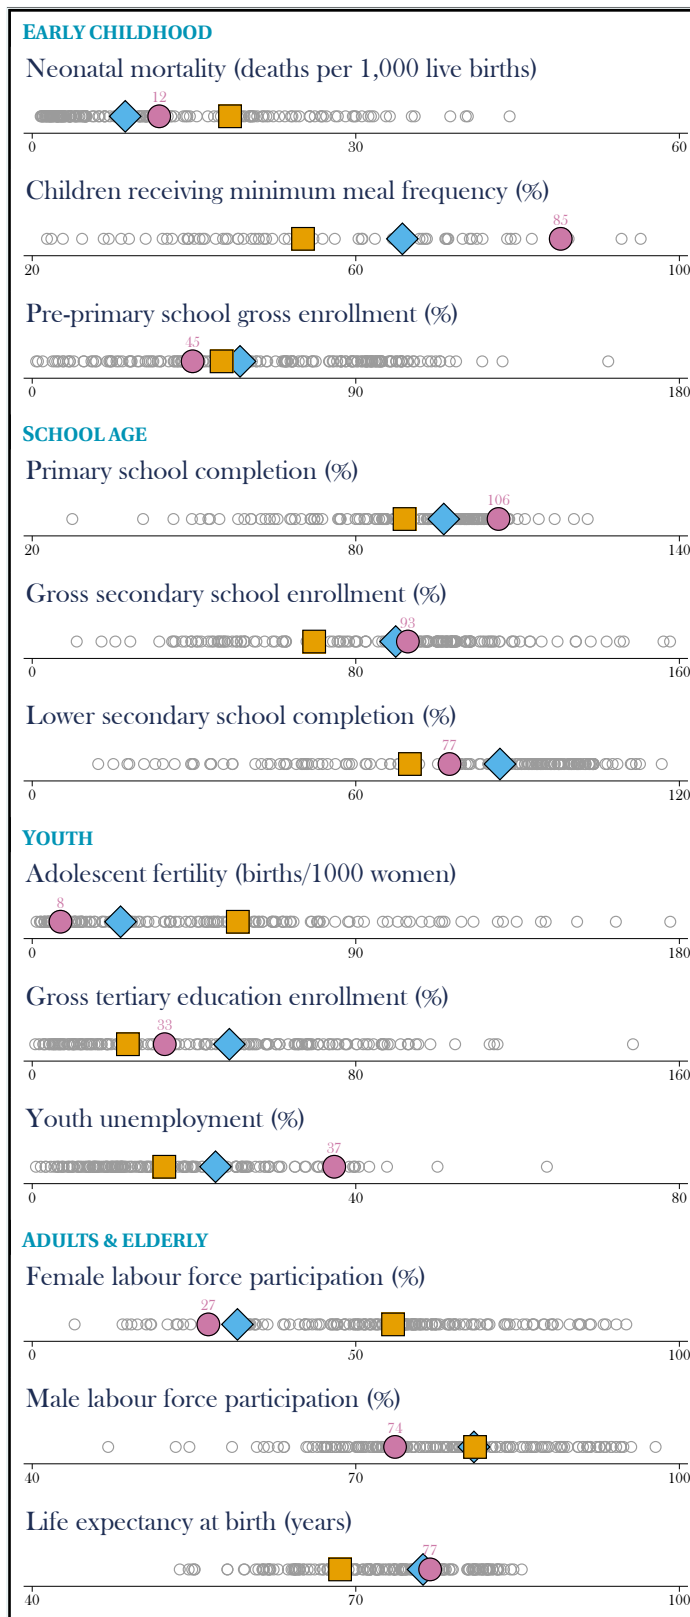 EARLY CHILDHOOD
Neonatal mortality (deaths per 1,000 live births)
12
0 30 60
Children receiving minimum meal frequency (%)
85
20 60 100
Pre-primary school gross enrollment (%)
45
0 90 180
SCHOOL AGE
Primary school completion (%)
106
20 80 140
Gross secondary school enrollment (%)
93
0 80 160
Lower secondary school completion (%)
77
0 60 120
YOUTH
Adolescent fertility (births/1000 women)
8
0 90 180
Gross tertiary education enrollment (%)
33
0 80 160
Youth unemployment (%)
37
0 40 80
ADULTS & ELDERLY
Female labour force participation (%)
27
0 50 100
Male labour force participation (%)
74
40 70 100
Life expectancy at birth (years)
77
40 70 100